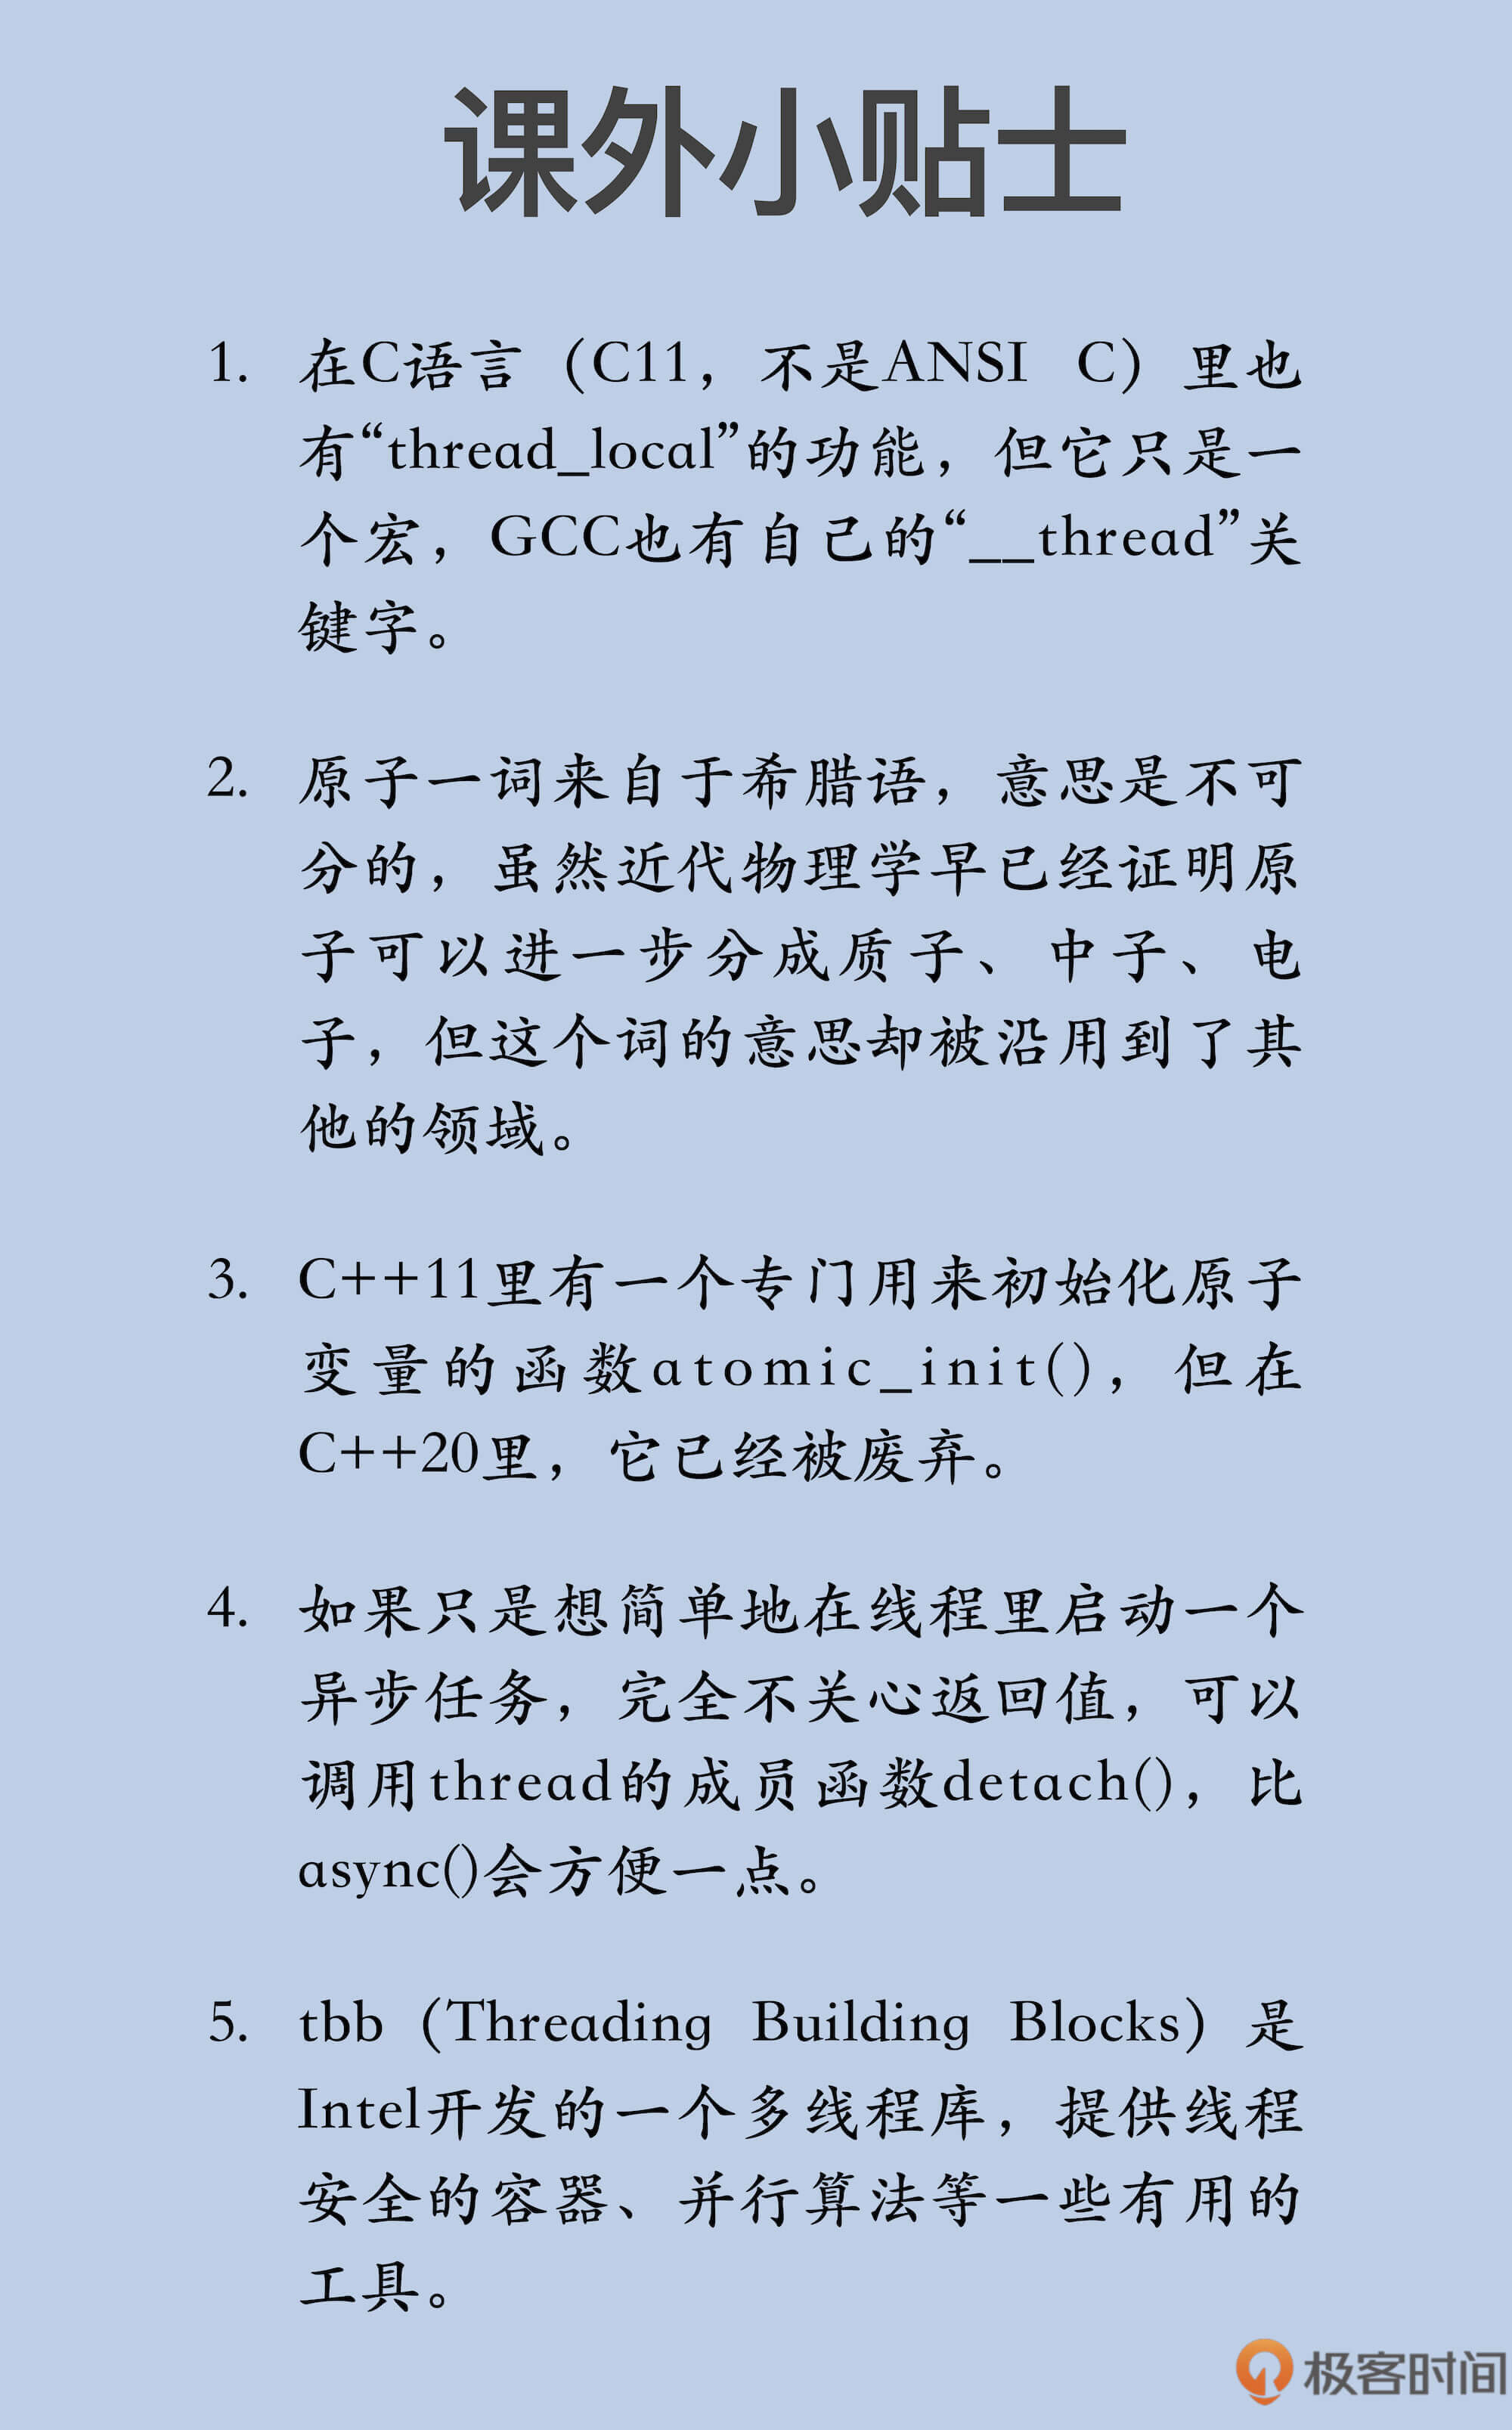 课外小贴士
1. 在C语言（C11，不是ANSI C）里也
有“thread_local”的功能，但它只是一
个宏，GCC也有自己的“__thread”关
键字。
2. 原子一词来自于希腊语，意思是不可
分的，虽然近代物理学早已经证明原
子可以进一步分成质子、中子、电
子，但这个词的意思却被沿用到了其
他的领域。
3. C++11里有一个专门用来初始化原子
变量的函数atomic_init()，但在
C++20里，它已经被废弃。
4. 如果只是想简单地在线程里启动一个
异步任务，完全不关心返回值，可以
调用thread的成员函数detach()，比
async()会方便一点。
5. tbb（Threading Building Blocks）是
Intel开发的一个多线程库，提供线程
安全的容器、并行算法等一些有用的
工具。
极客时间